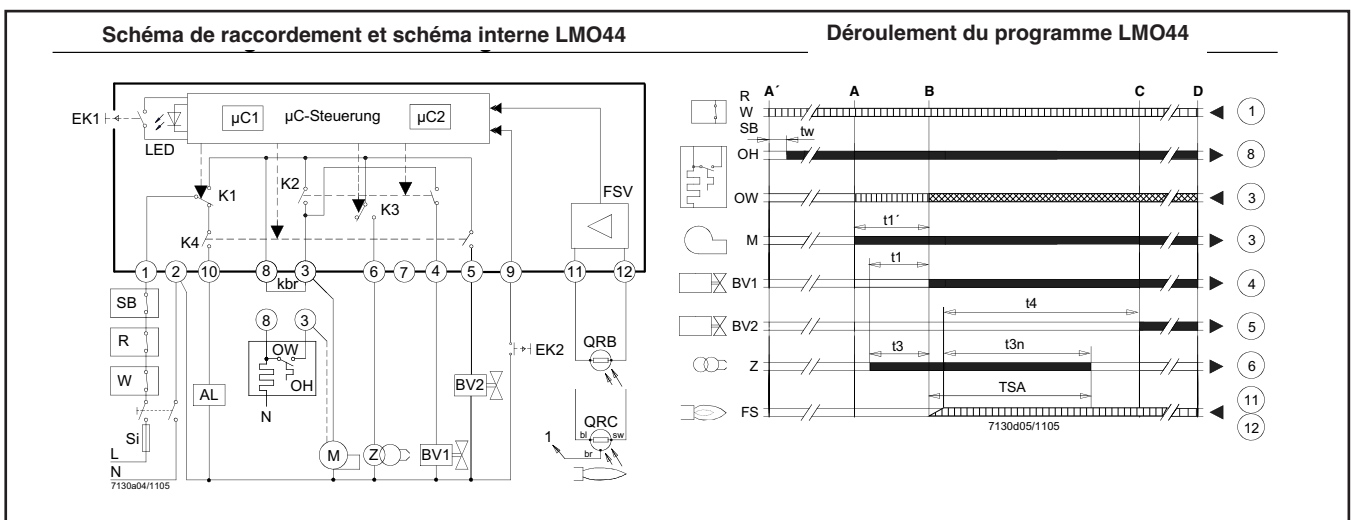 Schéma de raccordement et schéma interne LMO44
Déroulement du programme LMO44
EK1
LED
µC1
µC-Steuerung
µC2
K1
K2
K3
K4
FSV
1 2 10 8 3 6 7 4 5 9 11 12
kbr
SB
R
W
Si
L
N
7130a04/1105
AL
8 3
OW
OH
N
M
Z
BV1
BV2
EK2
QRB
QRC
bl sw
br
1
R A´ A B C D
W 1
SB tw
OH 8
OW 3
t1´
M 3
t1
BV1 4
t4
BV2 5
t3 t3n
Z 6
TSA
FS 11
12
7130d05/1105